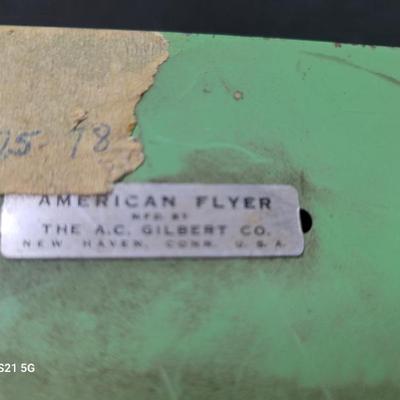 25-78
AMERICAN FLYER
MFD. BY
THE A.C. GILBERT CO.
NEW HAVEN, CONN. U.S.A.
S21 5G